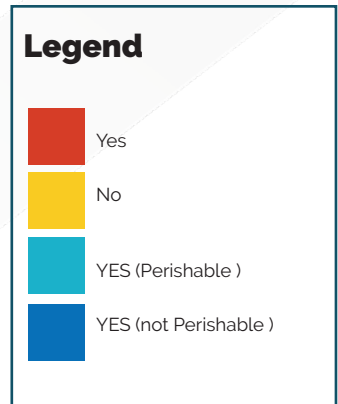 Legend
Yes
No
YES (Perishable )
YES (not Perishable )